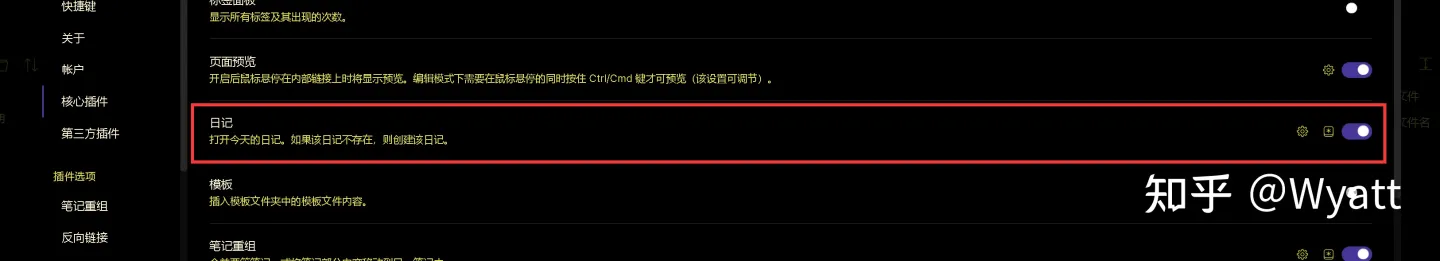 快捷键
关于
帐户
核心插件
第三方插件
插件选项
笔记重组
反向链接
标签面板
显示所有标签及其出现的次数。
页面预览
开启后鼠标悬停在内部链接上时将显示预览。编辑模式下需要在鼠标悬停的同时按住 Ctrl/Cmd 键才可预览（该设置可调节）。
日记
打开今天的日记。如果该日记不存在，则创建该日记。
模板
插入模板文件夹中的模板文件内容。
笔记重组
文件
文件名
知乎 @Wyatt